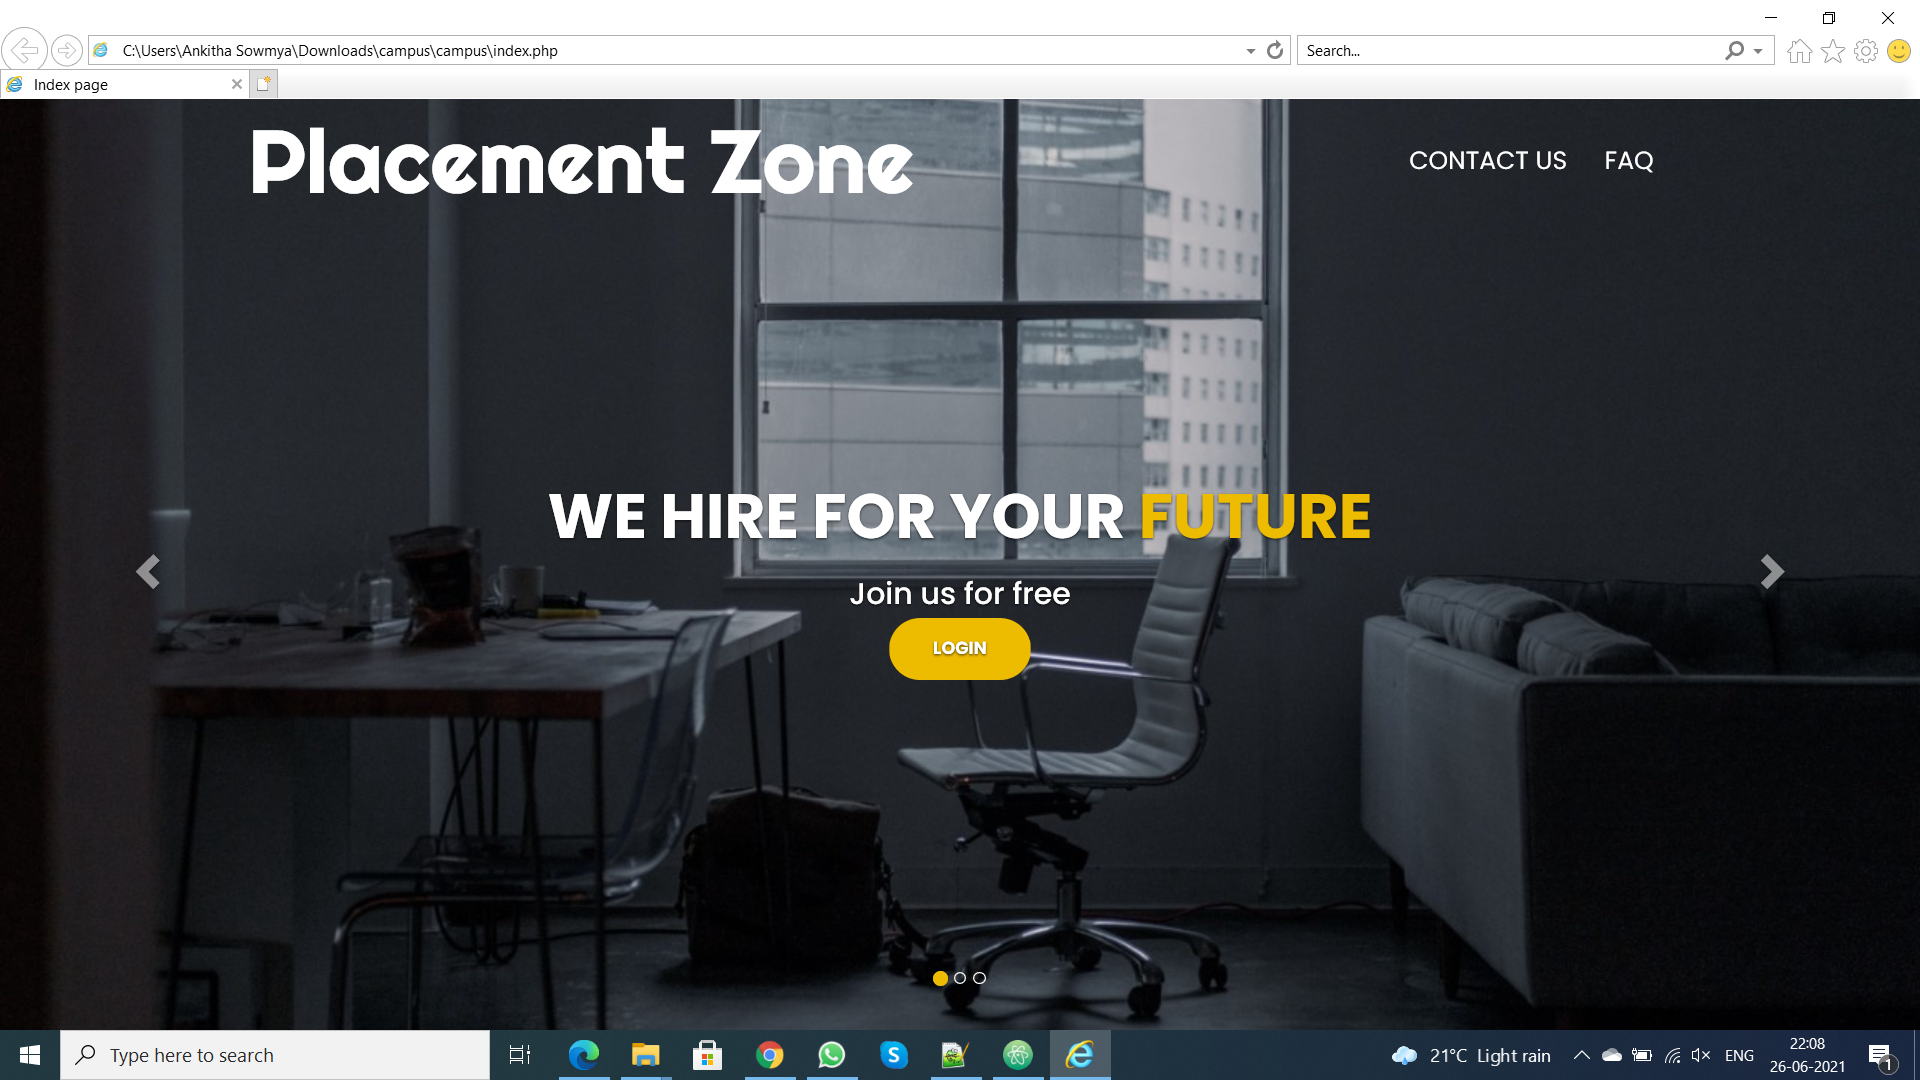 C:\Users\Ankitha Sowmya\Downloads\campus\campus\index.php
Search...
Index page
Placement Zone
CONTACT US
FAQ
WE HIRE FOR YOUR FUTURE
Join us for free
LOGIN
Type here to search
21°C Light rain
ENG
22:08
26-06-2021
1